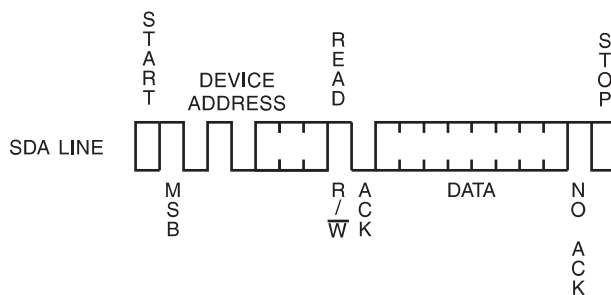 START
READ
STOP
DEVICE
ADDRESS
SDA LINE
MSB
R/W
ACK
DATA
NO ACK